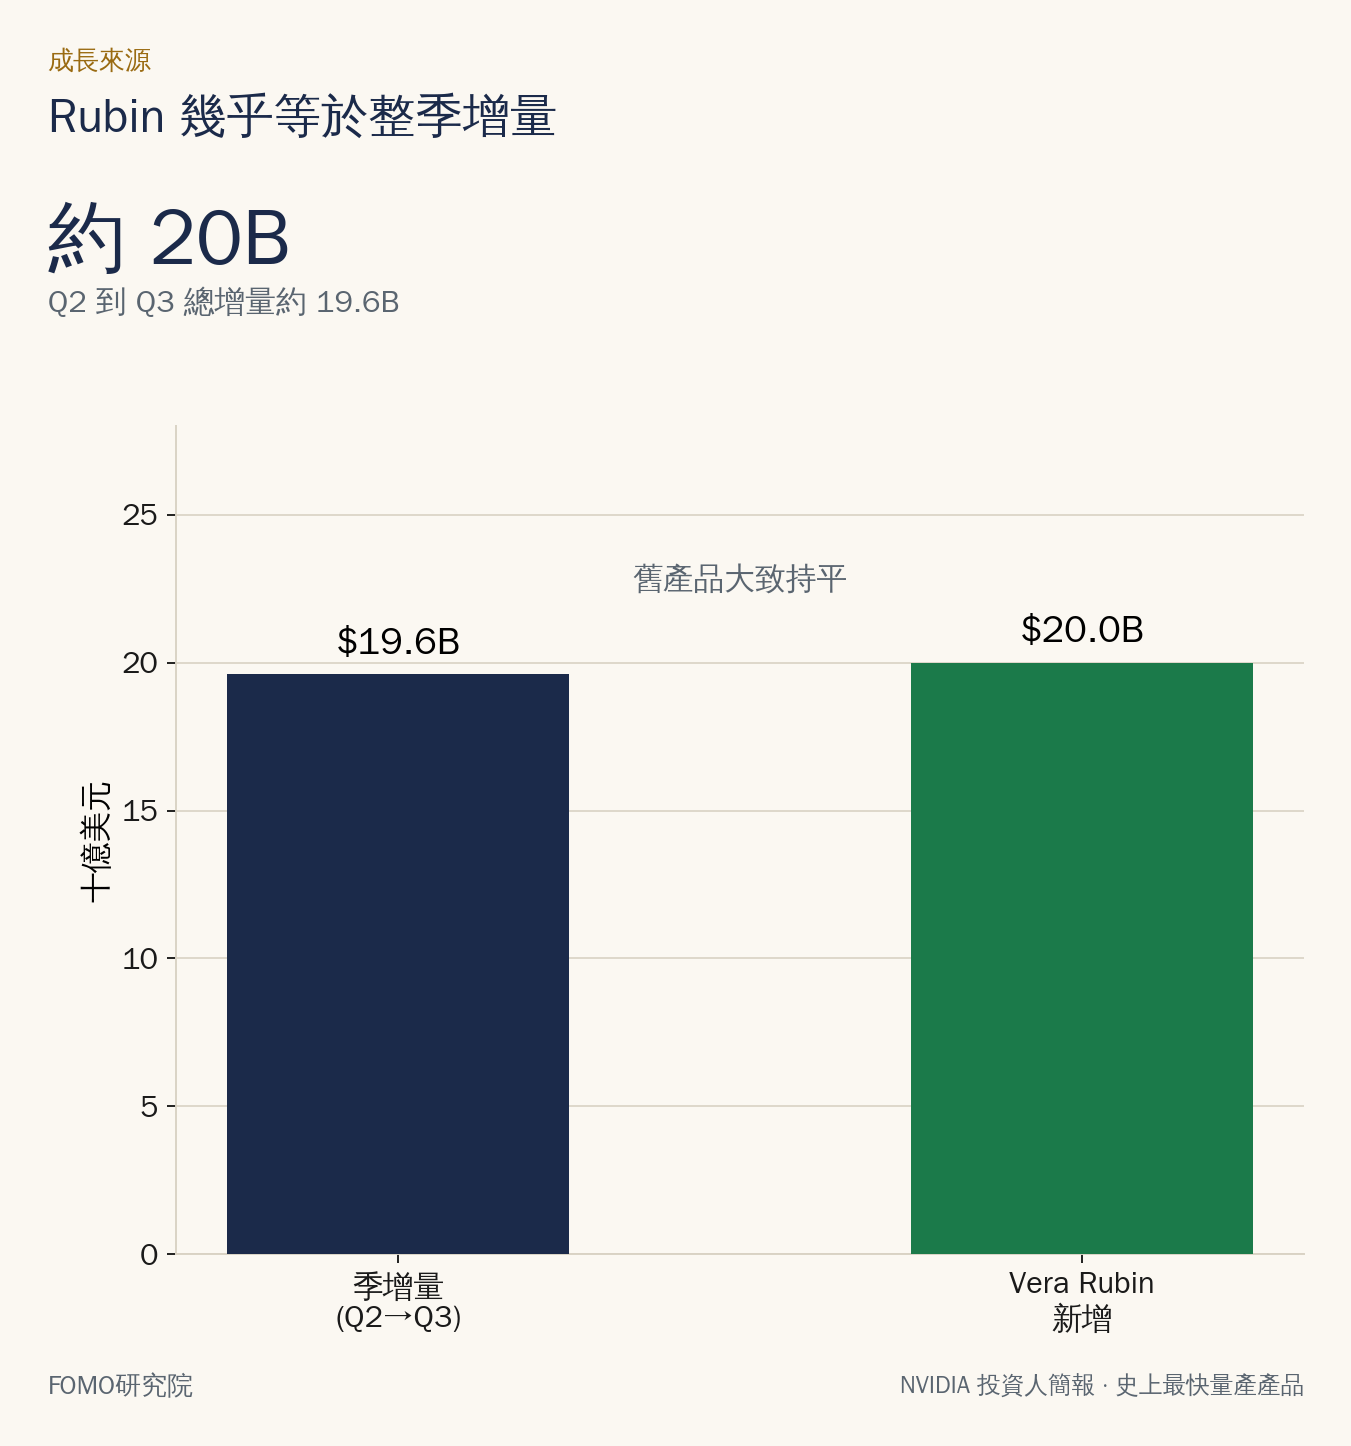 成長來源
Rubin 幾乎等於整季增量
約 20B
Q2 到 Q3 總增量約 19.6B
25
舊產品大致持平
$19.6B
$20.0B
20
十億美元
15
10
5
0
季增量
(Q2→Q3)
Vera Rubin
新增
FOMO研究院
NVIDIA 投資人簡報 · 史上最快量產產品